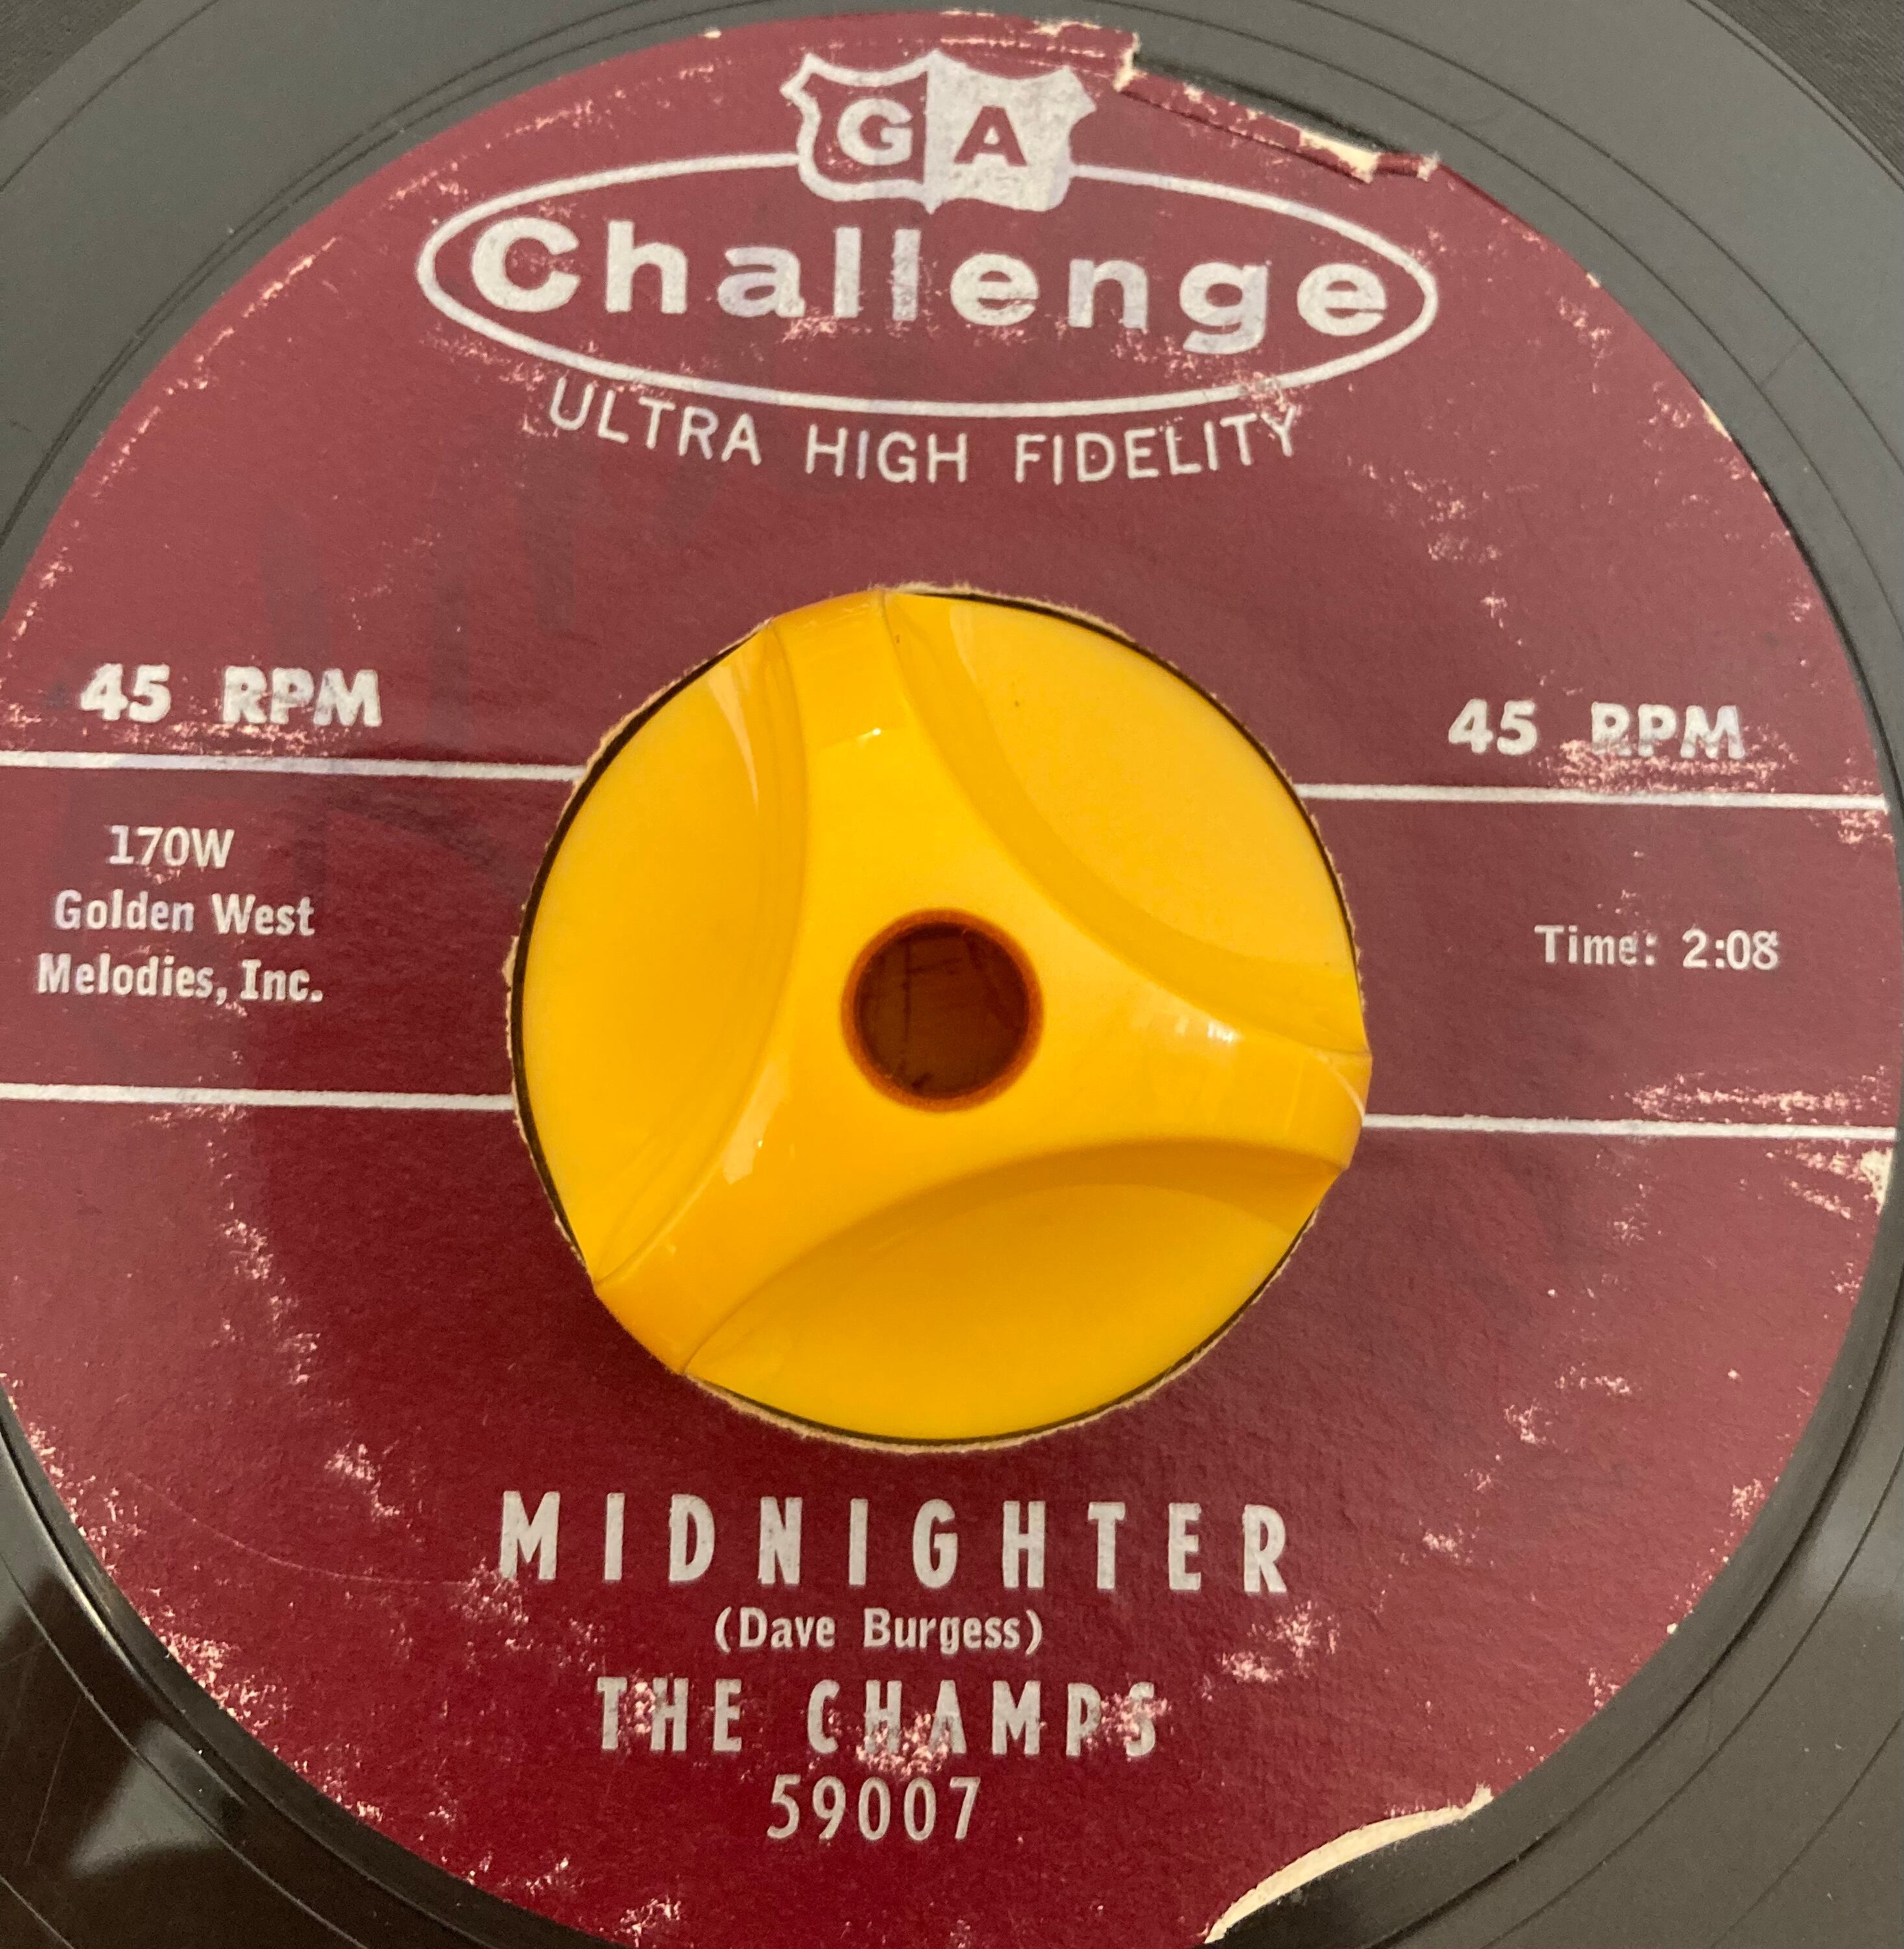 GA
Challenge
ULTRA HIGH FIDELITY
45 RPM
45 RPM
170W
Golden West
Melodies, Inc.
Time: 2:08
MIDNIGHTER
(Dave Burgess)
THE CHAMPS
59007